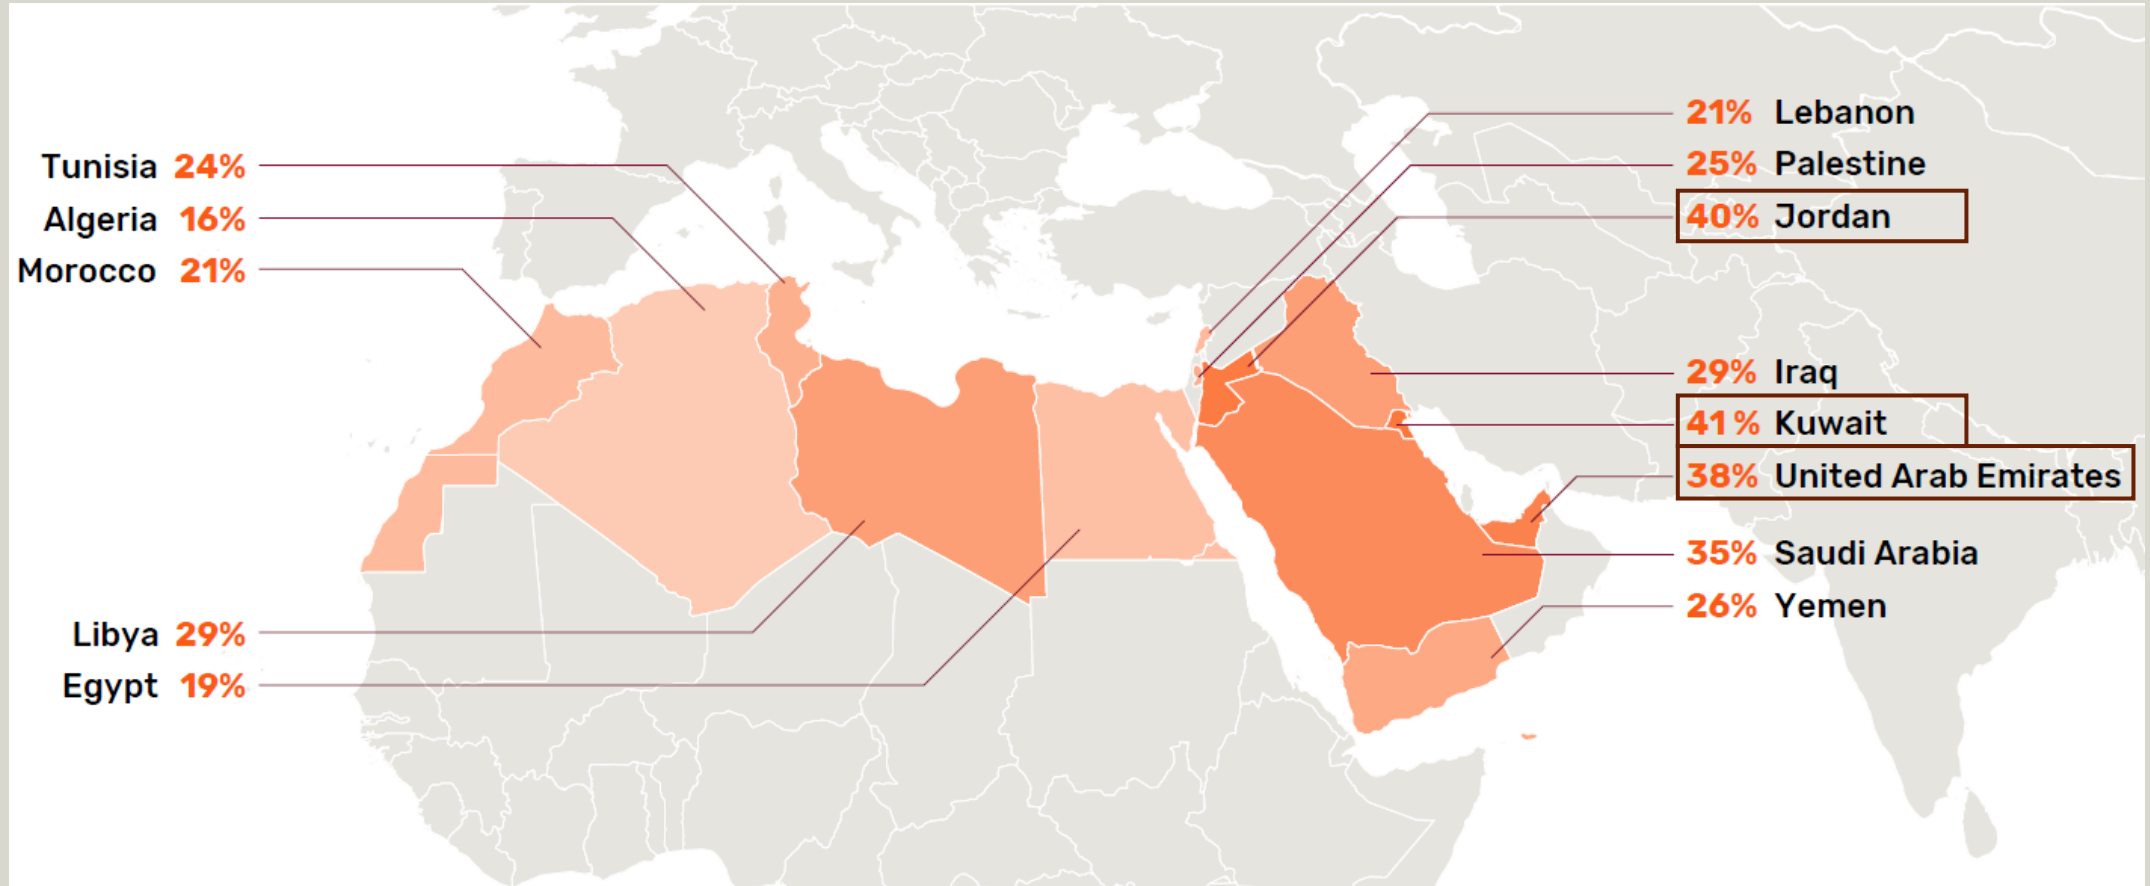 Tunisia 24%
Algeria 16%
Morocco 21%
Libya 29%
Egypt 19%
21% Lebanon
25% Palestine
40% Jordan
29% Iraq
41% Kuwait
38% United Arab Emirates
35% Saudi Arabia
26% Yemen